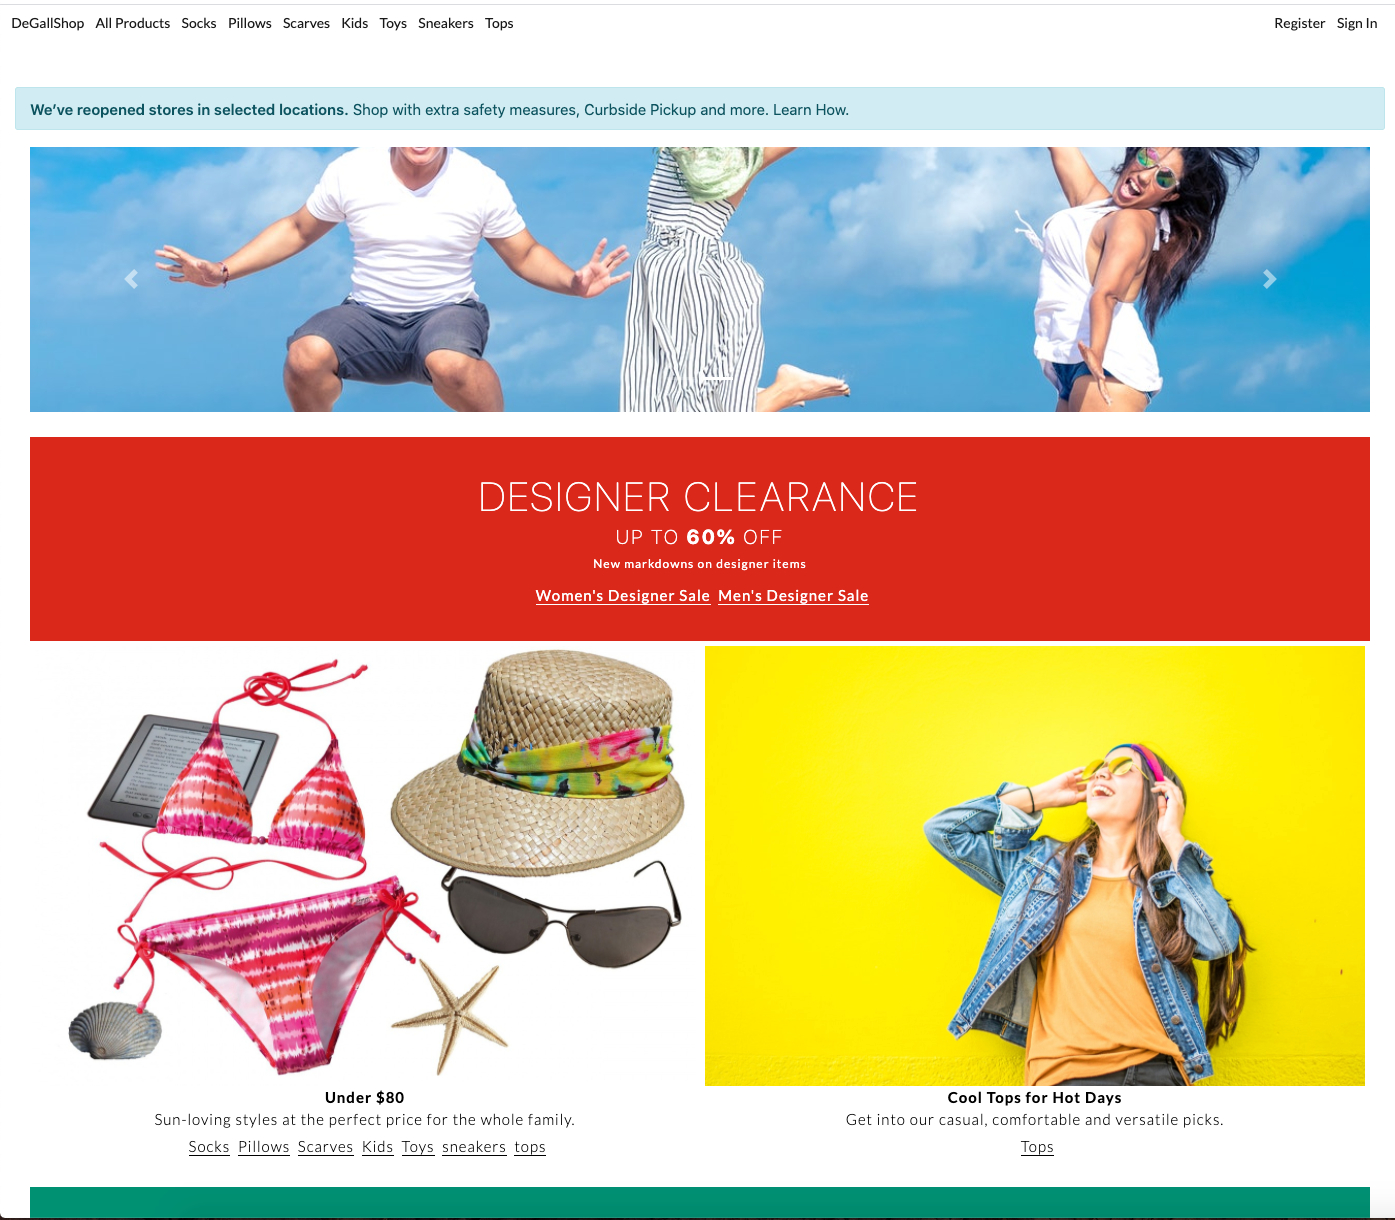 DeGallShop All Products Socks Pillows Scarves Kids Toys Sneakers Tops Register Sign In
We've reopened stores in selected locations. Shop with extra safety measures, Curbside Pickup and more. Learn How.
DESIGNER CLEARANCE
UP TO 60% OFF
New markdowns on designer items
Women's Designer Sale Men's Designer Sale
Under $80
Sun-loving styles at the perfect price for the whole family.
Socks Pillows Scarves Kids Toys sneakers tops
Cool Tops for Hot Days
Get into our casual, comfortable and versatile picks.
Tops